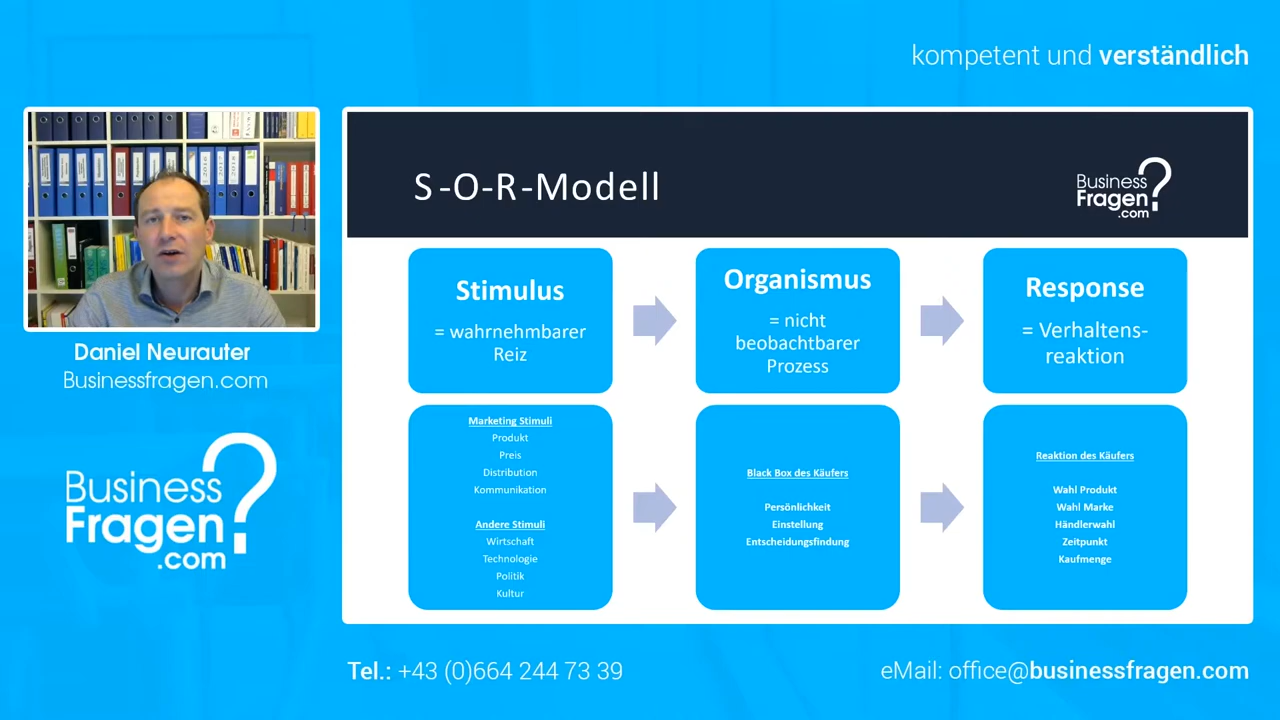 kompetent und verständlich
Daniel Neurauter
Businessfragen.com
Business
Fragen?
.com
S-O-R-Modell
Business
Fragen?
.com
Stimulus
= wahrnehmbarer
Reiz
Organismus
= nicht
beobachtbarer
Prozess
Response
= Verhaltens-
reaktion
Marketing Stimuli
Produkt
Preis
Distribution
Kommunikation
Andere Stimuli
Wirtschaft
Technologie
Politik
Kultur
Black Box des Käufers
Persönlichkeit
Einstellung
Entscheidungsfindung
Reaktion des Käufers
Wahl Produkt
Wahl Marke
Händlerwahl
Zeitpunkt
Kaufmenge
Tel.: +43 (0)664 244 73 39
eMail: office@businessfragen.com